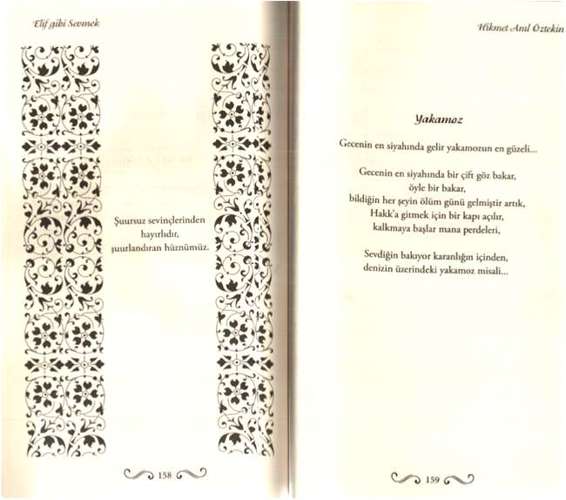 Elif gibi Sevmek
Şuursuz sevinçlerinden
hayırlıdır,
şuurlandıran hüznümüz.
158
Hikmet Anıl Öztekin
Yakamoz
Gecenin en siyahında gelir yakamozun en güzeli...
Gecenin en siyahında bir çift göz bakar,
öyle bir bakar,
bildiğin her şeyin ölüm günü gelmiştir artık,
Hakk'a gitmek için bir kapı açılır,
kalkmaya başlar mana perdeleri,
Sevdiğin bakıyor karanlığın içinden,
denizin üzerindeki yakamoz misali...
159